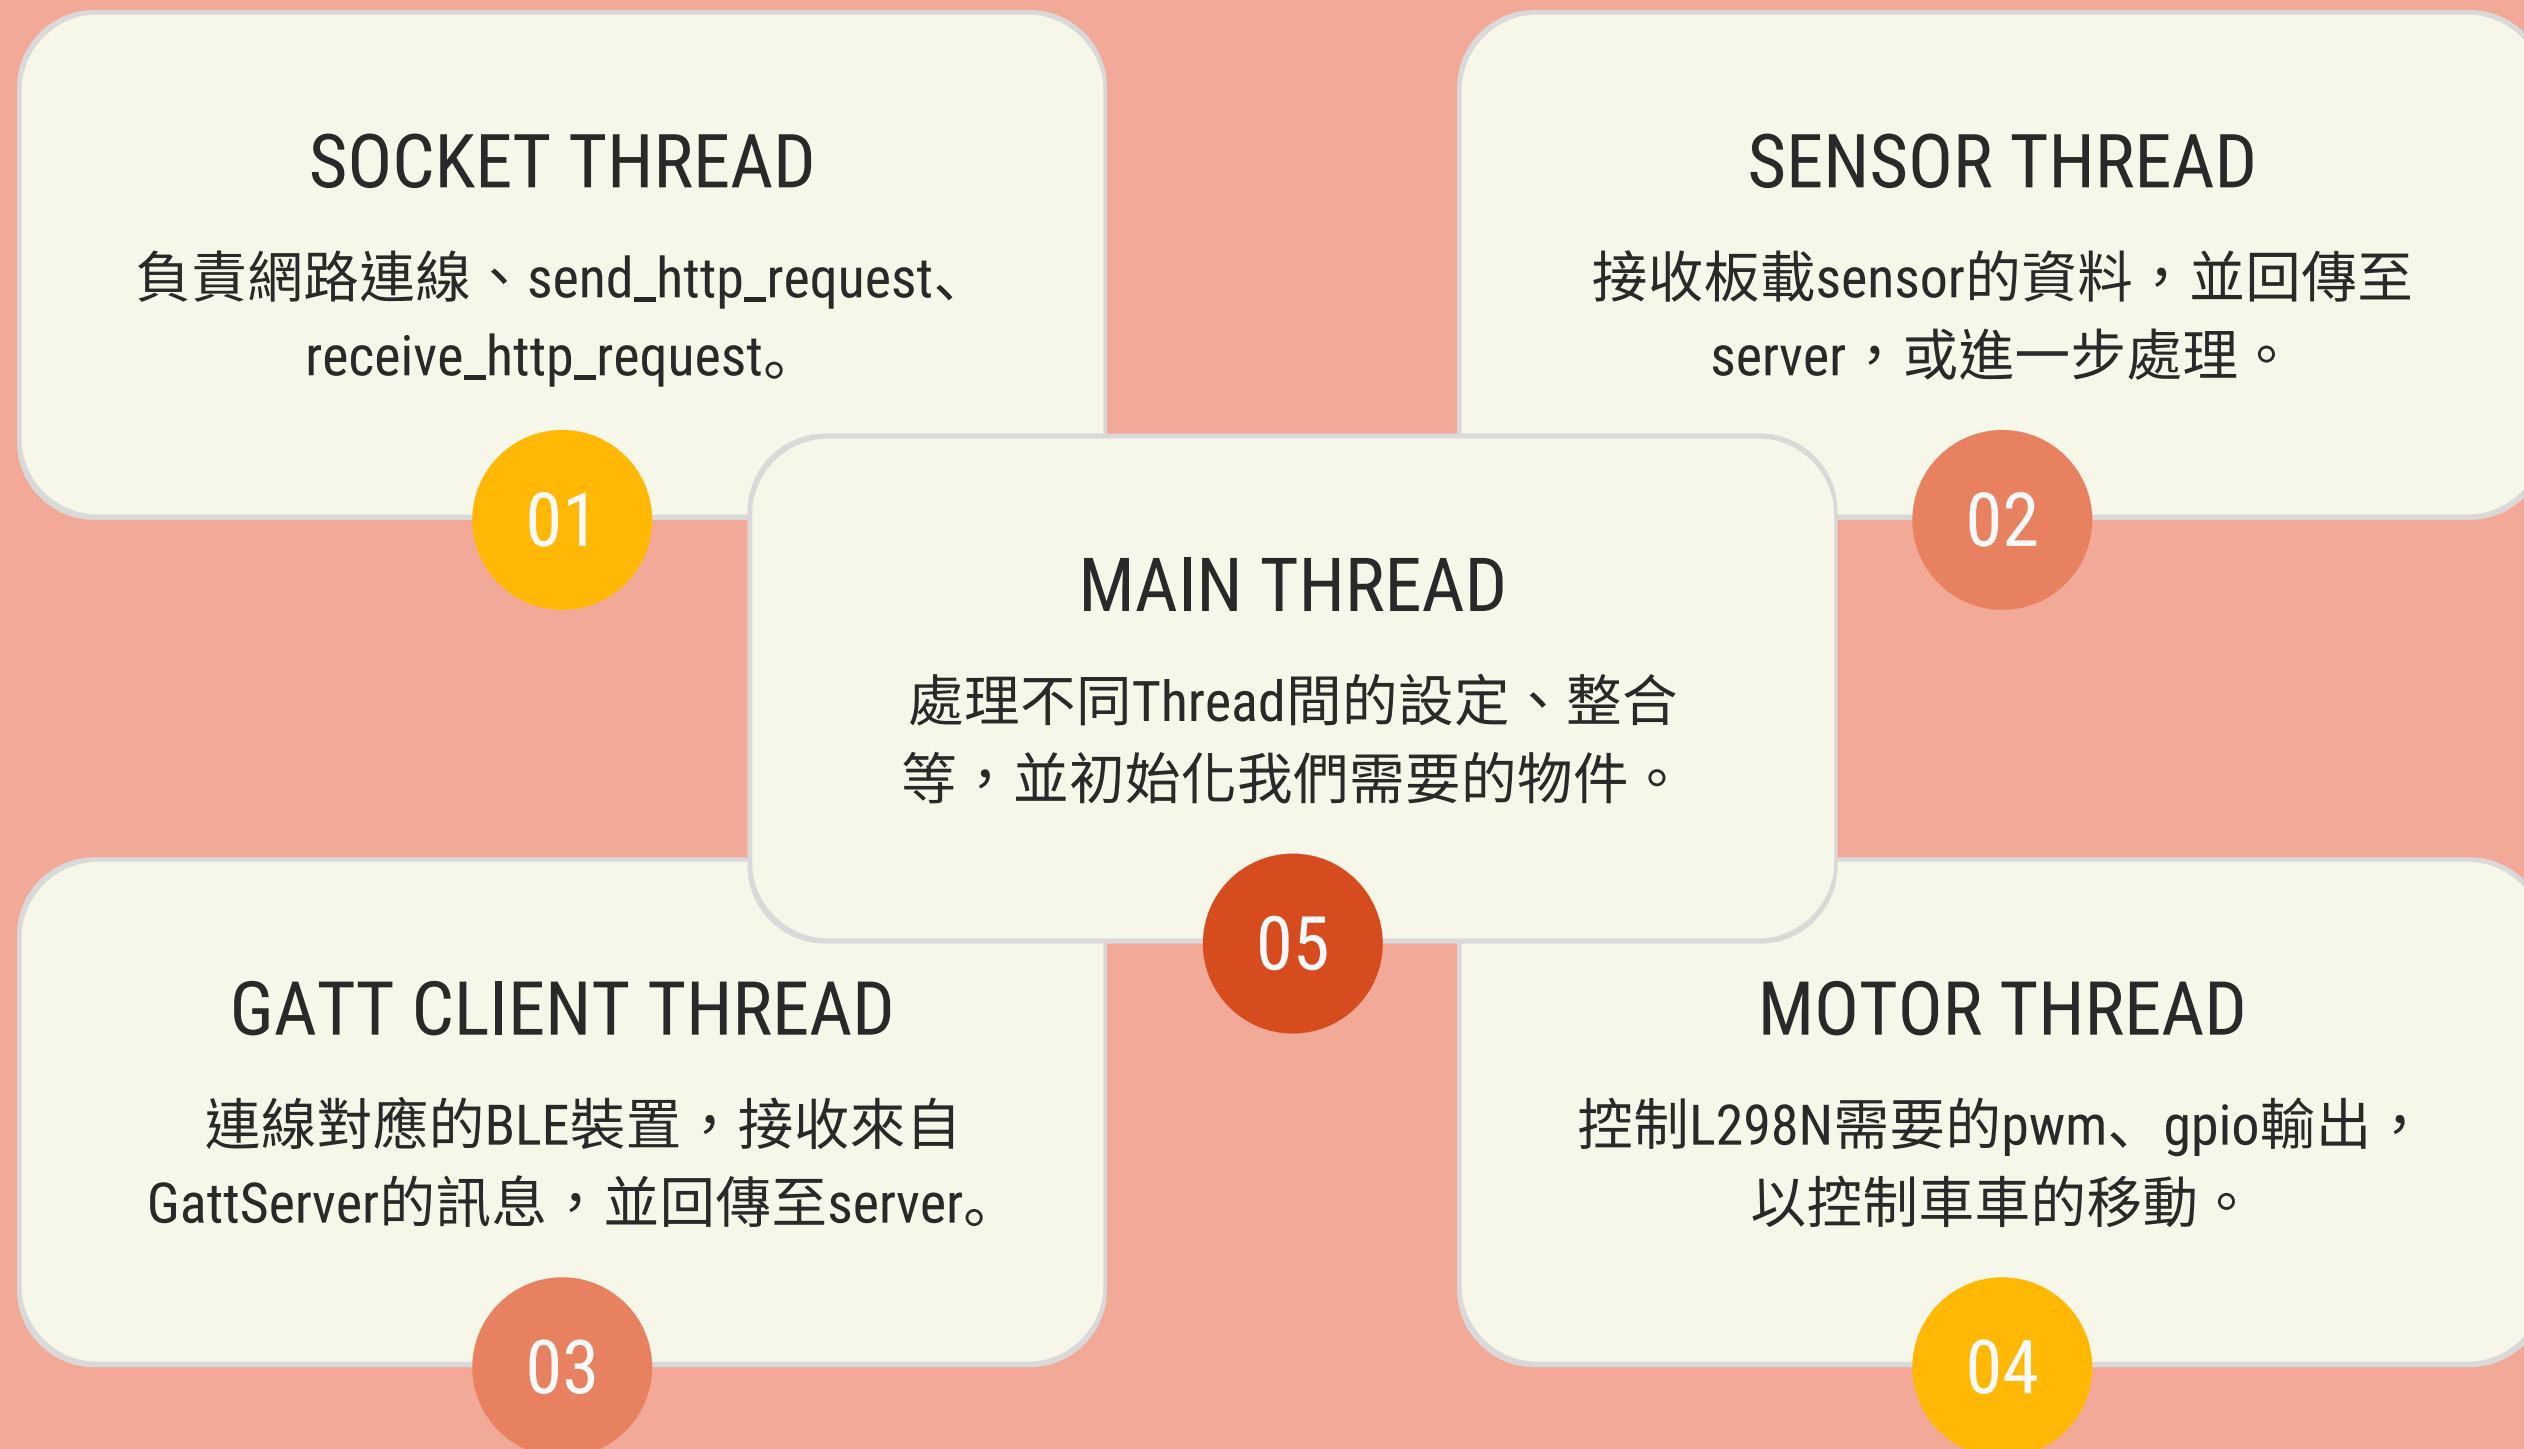 SOCKET THREAD
負責網路連線、send_http_request、
receive_http_request。
01
SENSOR THREAD
接收板載sensor的資料，並回傳至
server，或進一步處理。
02
MAIN THREAD
處理不同Thread間的設定、整合
等，並初始化我們需要的物件。
05
GATT CLIENT THREAD
連線對應的BLE裝置，接收來自
GattServer的訊息，並回傳至server。
03
MOTOR THREAD
控制L298N需要的pwm、gpio輸出，
以控制車車的移動。
04